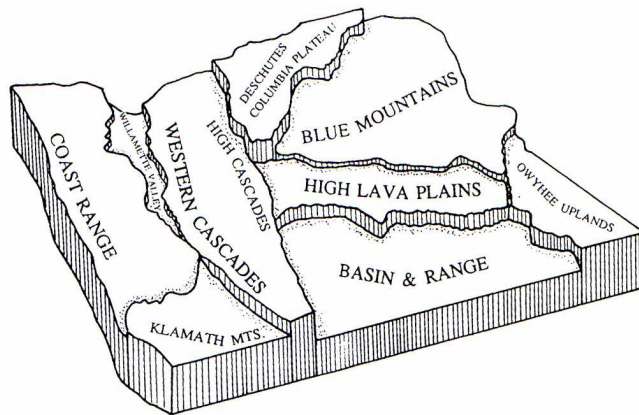 DESCHUTES
COLUMBIA PLATEAU
BLUE MOUNTAINS
COAST RANGE
WILLAMETTE VALLEY
WESTERN CASCADES
HIGH CASCADES
HIGH LAVA PLAINS
OWYHEE UPLANDS
BASIN & RANGE
KLAMATH MTS.